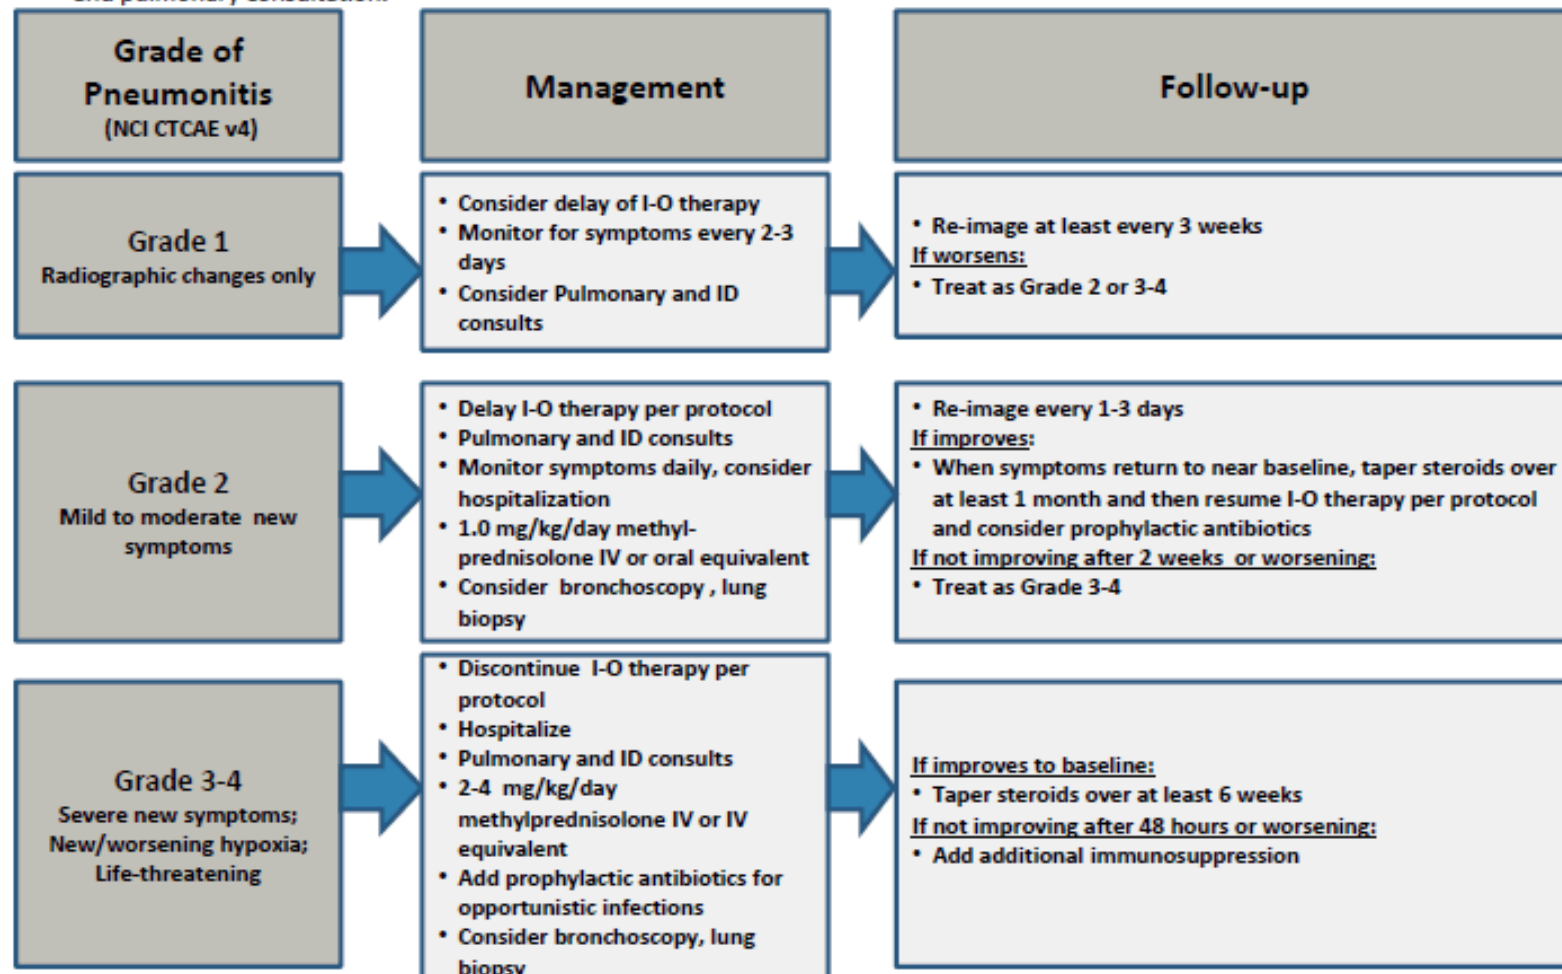 and pulmonary consultation.
Grade of
Pneumonitis
(NCI CTCAE v4)
Management
Follow-up
Grade 1
Radiographic changes only
• Consider delay of I-O therapy
• Monitor for symptoms every 2-3
days
• Consider Pulmonary and ID
consults
• Re-image at least every 3 weeks
If worsens:
• Treat as Grade 2 or 3-4
Grade 2
Mild to moderate new
symptoms
• Delay I-O therapy per protocol
• Pulmonary and ID consults
• Monitor symptoms daily, consider
hospitalization
• 1.0 mg/kg/day methyl-
prednisolone IV or oral equivalent
• Consider bronchoscopy , lung
biopsy
• Re-image every 1-3 days
If improves:
• When symptoms return to near baseline, taper steroids over
at least 1 month and then resume I-O therapy per protocol
and consider prophylactic antibiotics
If not improving after 2 weeks or worsening:
• Treat as Grade 3-4
Grade 3-4
Severe new symptoms;
New/worsening hypoxia;
Life-threatening
• Discontinue I-O therapy per
protocol
• Hospitalize
• Pulmonary and ID consults
• 2-4 mg/kg/day
methylprednisolone IV or IV
equivalent
• Add prophylactic antibiotics for
opportunistic infections
• Consider bronchoscopy, lung
biopsy
If improves to baseline:
• Taper steroids over at least 6 weeks
If not improving after 48 hours or worsening:
• Add additional immunosuppression